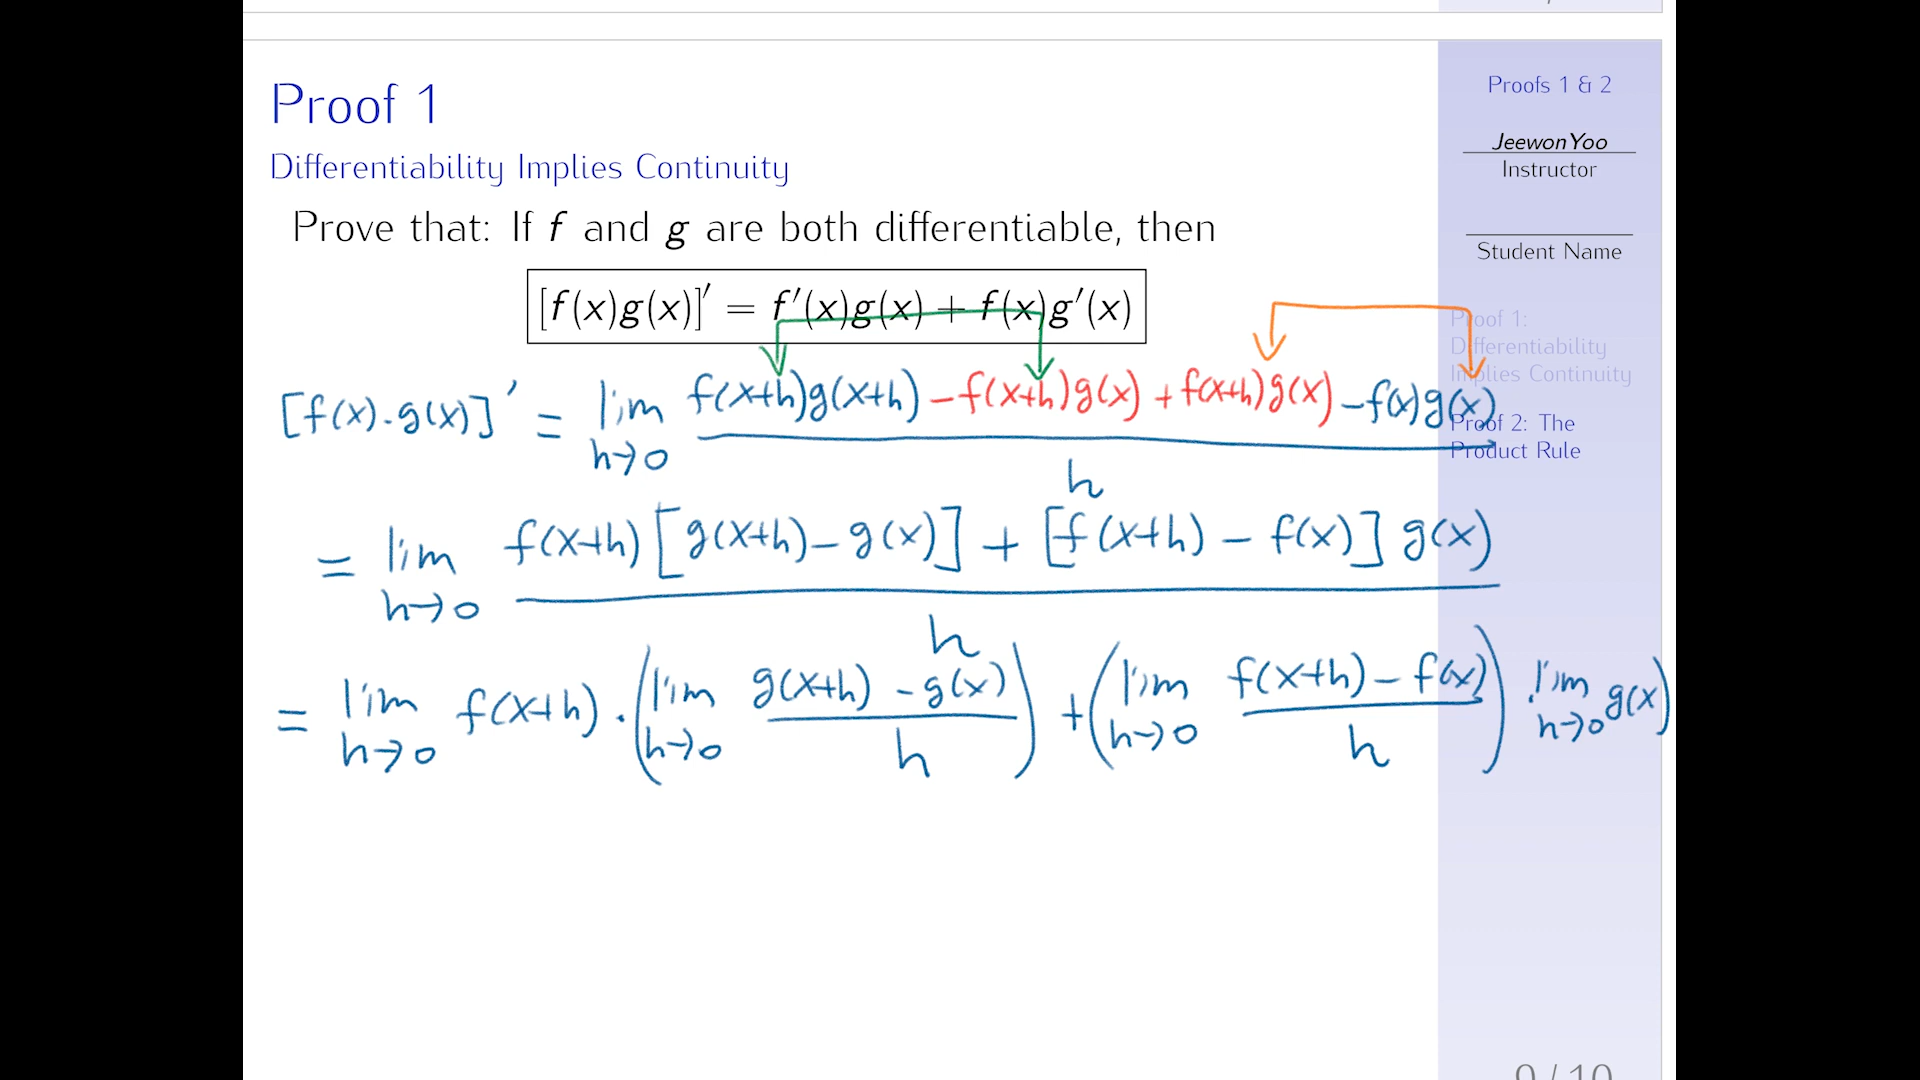 Proof 1
Differentiability Implies Continuity
Prove that: If f and g are both differentiable, then
[f(x)g(x)]′ = f′(x)g(x) + f(x)g′(x)
[f(x)·g(x)]′ = lim h→0 f(x+h)g(x+h) − f(x+h)g(x) + f(x+h)g(x) − f(x)g(x)
h
= lim h→0 f(x+h)[g(x+h) − g(x)] + [f(x+h) − f(x)] g(x)
h
= lim h→0 f(x+h) · (lim h→0 g(x+h) − g(x) / h) + (lim h→0 f(x+h) − f(x) / h) · lim h→0 g(x)
Proofs 1 & 2
Jeewon Yoo
Instructor
Student Name
Proof 1:
Differentiability
Implies Continuity
Proof 2: The
Product Rule
9 / 10